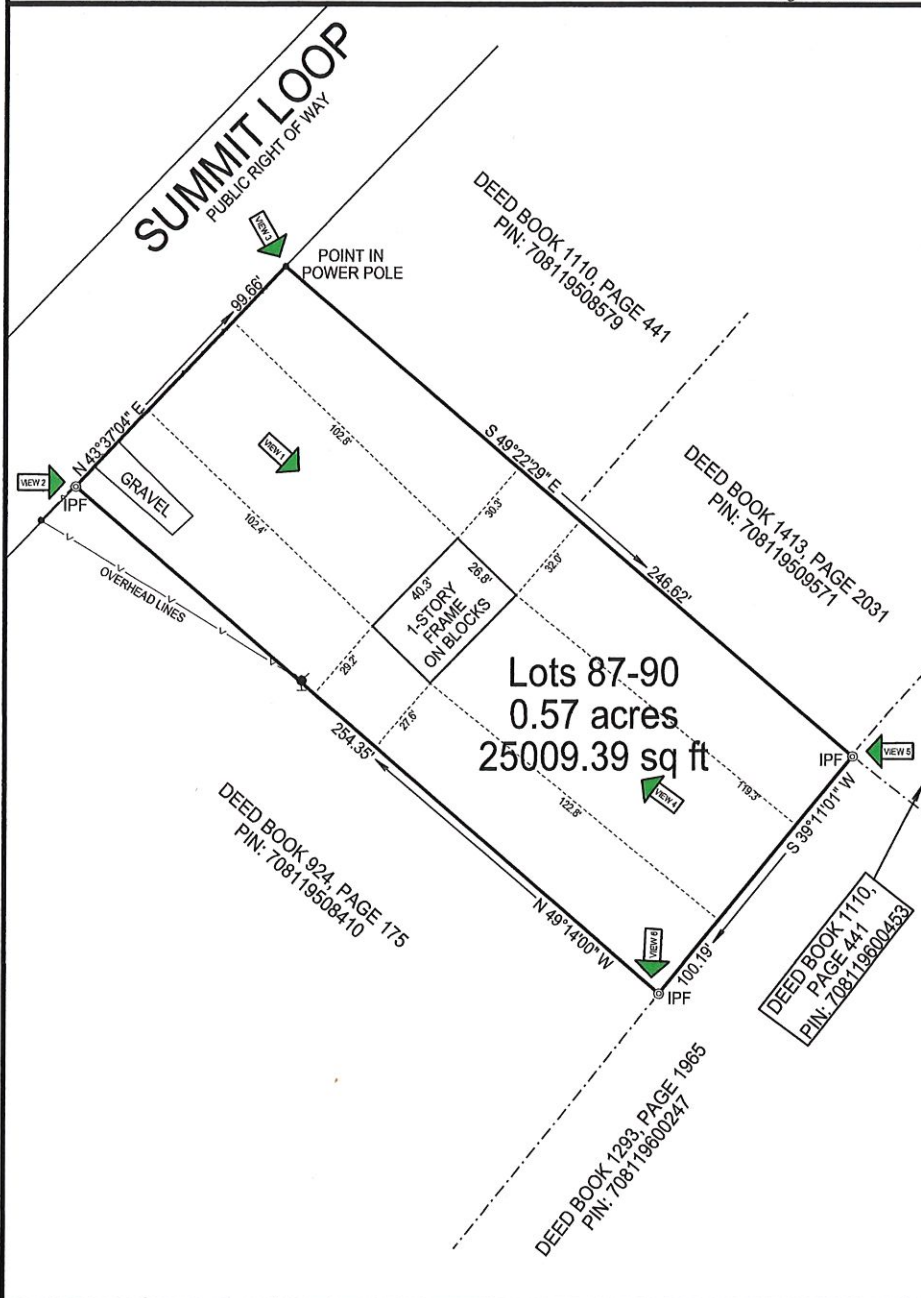 SUMMIT LOOP
PUBLIC RIGHT OF WAY
VIEW 3
POINT IN
POWER POLE
DEED BOOK 1110, PAGE 441
PIN: 708119508579
99.66'
N 43°37'04" E
VIEW 2
IPF
GRAVEL
VIEW 1
102.8'
102.4'
OVERHEAD LINES
S 49°22'29" E
246.62'
DEED BOOK 1413, PAGE 2031
PIN: 708119509571
30.3'
32.0'
40.3'
26.8'
1-STORY
FRAME
ON BLOCKS
29.2'
27.6'
Lots 87-90
0.57 acres
25009.39 sq ft
254.35'
N 49°14'00" W
VIEW 4
119.3'
122.8'
IPF
VIEW 5
S 39°11'01" W
100.19'
DEED BOOK 924, PAGE 175
PIN: 708119508410
VIEW 6
IPF
DEED BOOK 1110,
PAGE 441
PIN: 708119600453
DEED BOOK 1293, PAGE 1965
PIN: 708119600247